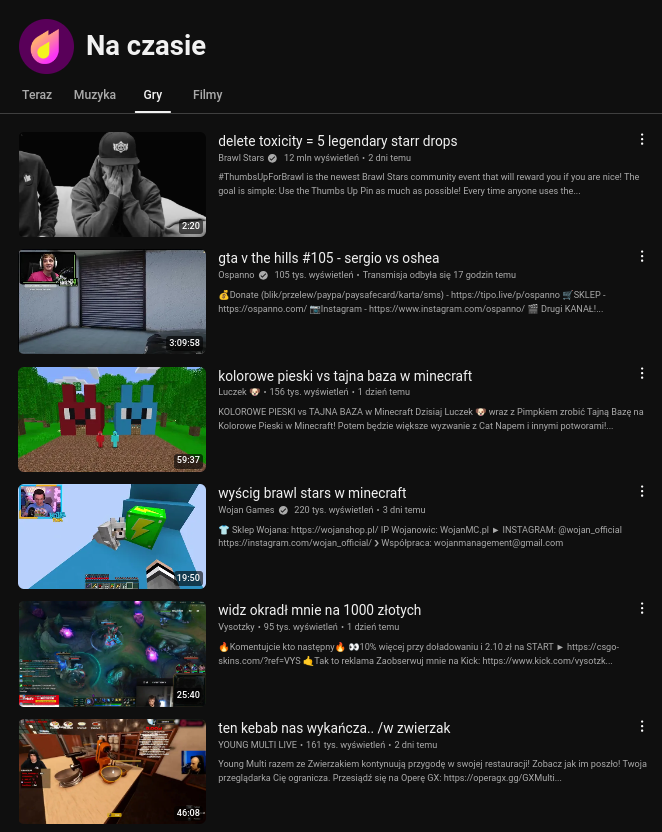 Na czasie
Teraz Muzyka Gry Filmy
2:20
delete toxicity = 5 legendary starr drops
Brawl Stars 12 mln wyświetleń • 2 dni temu
#ThumbsUpForBrawl is the newest Brawl Stars community event that will reward you if you are nice! The
goal is simple: Use the Thumbs Up Pin as much as possible! Every time anyone uses the...
3:09:58
gta v the hills #105 - sergio vs oshea
Ospanno 105 tys. wyświetleń • Transmisja odbyła się 17 godzin temu
💰Donate (blik/przelew/paypa/paysafecard/karta/sms) - https://tipo.live/p/ospanno 🛒SKLEP -
https://ospanno.com/ 📷Instagram - https://www.instagram.com/ospanno/ 🎬 Drugi KANAŁ!...
59:37
kolorowe pieski vs tajna baza w minecraft
Luczek 🐶 • 156 tys. wyświetleń • 1 dzień temu
KOLOROWE PIESKI vs TAJNA BAZA w Minecraft Dzisiaj Luczek 🐶 wraz z Pimpkiem zrobić Tajną Bazę na
Kolorowe Pieski w Minecraft! Potem będzie większe wyzwanie z Cat Napem i innymi potworami!...
19:50
wyścig brawl stars w minecraft
Wojan Games 220 tys. wyświetleń • 3 dni temu
👕 Sklep Wojana: https://wojanshop.pl/ IP Wojanowic: WojanMC.pl ► INSTAGRAM: @wojan_official
https://instagram.com/wojan_official/ › Współpraca: wojanmanagement@gmail.com
25:40
widz okradł mnie na 1000 złotych
Vysotzky • 95 tys. wyświetleń • 1 dzień temu
🔥Komentujcie kto następny🔥 👀10% więcej przy doładowaniu i 2.10 zł na START ► https://csgo-
skins.com/?ref=VYS 🤙Tak to reklama Zaobserwuj mnie na Kick: https://www.kick.com/vysotzk...
46:08
ten kebab nas wykańcza.. /w zwierzak
YOUNG MULTI LIVE • 161 tys. wyświetleń • 2 dni temu
Young Multi razem ze Zwierzakiem kontynuują przygodę w swojej restauracji! Zobacz jak im poszło! Twoja
przeglądarka Cię ogranicza. Przesiądź się na Operę GX: https://operagx.gg/GXMulti...